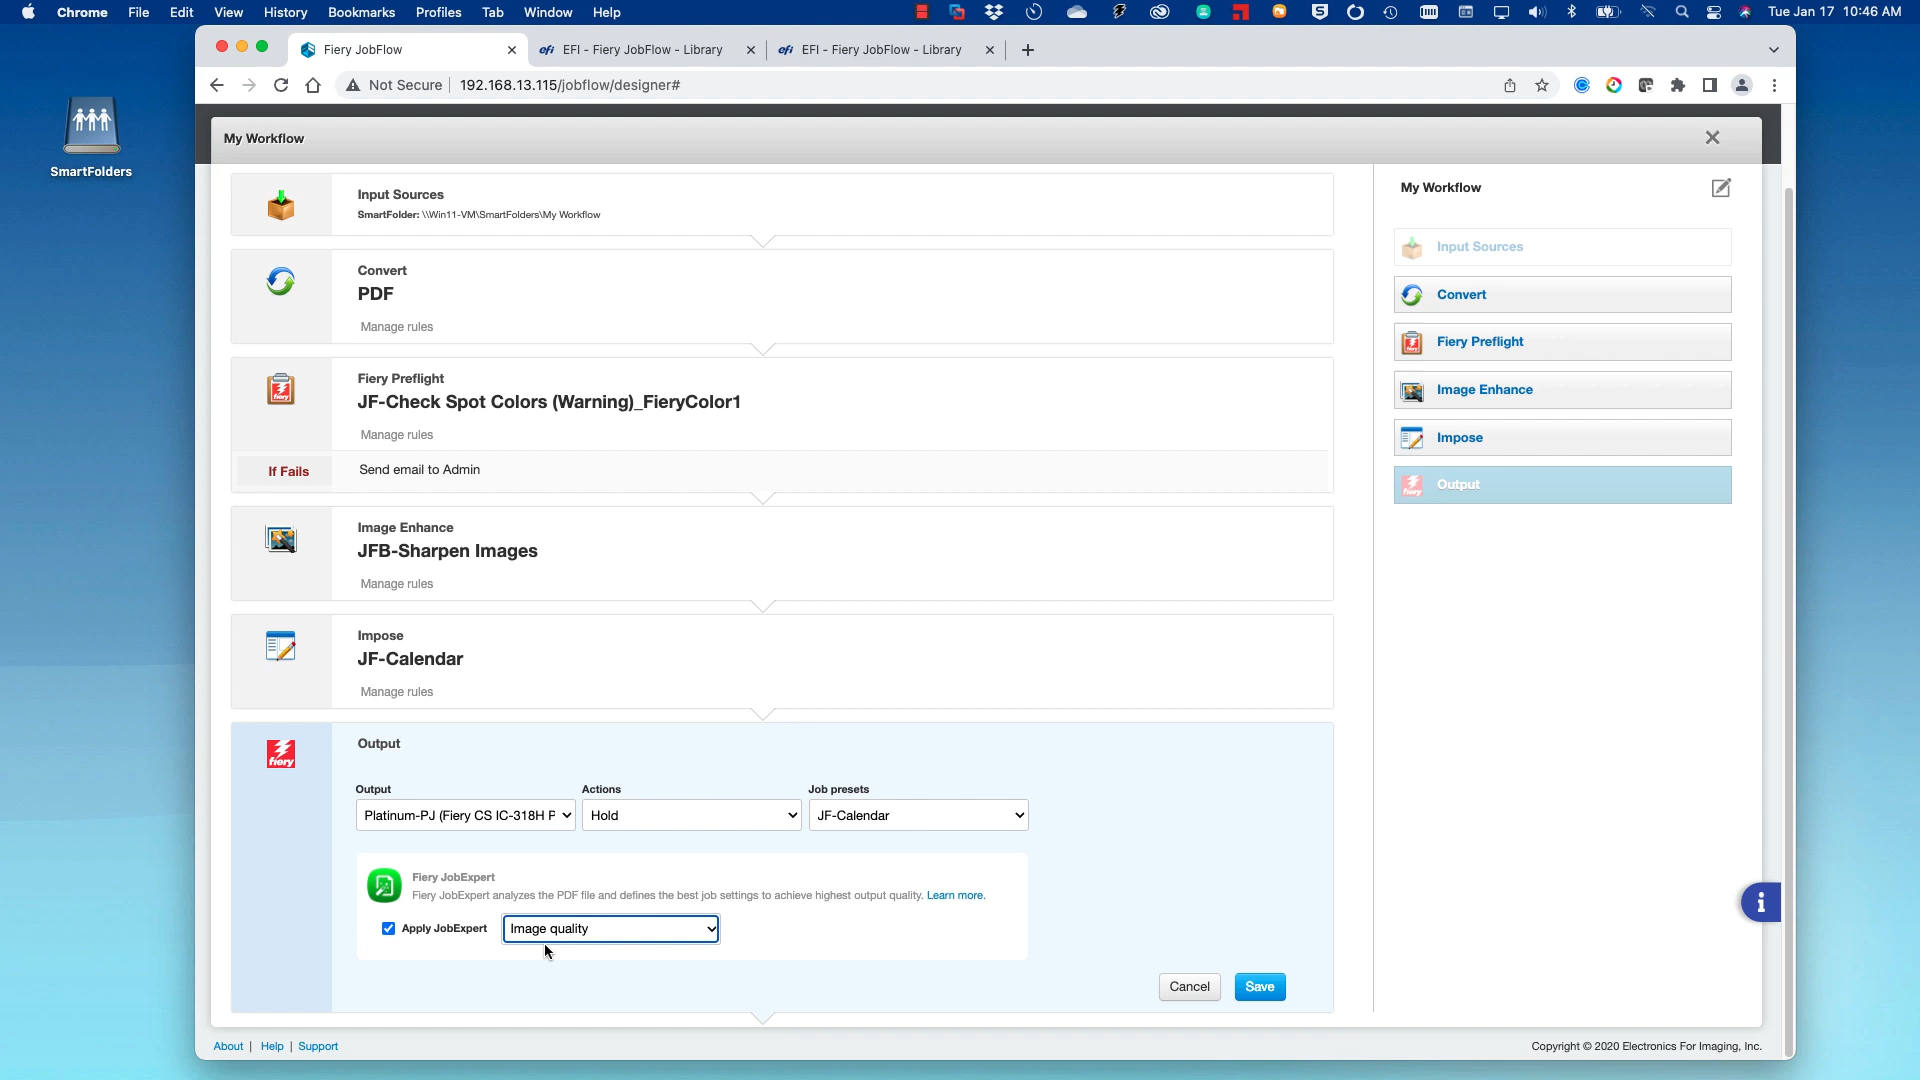 Chrome File Edit View History Bookmarks Profiles Tab Window Help
Tue Jan 17 10:46 AM
SmartFolders
Fiery JobFlow
efi EFI - Fiery JobFlow - Library
efi EFI - Fiery JobFlow - Library
Not Secure 192.168.13.115/jobflow/designer#
My Workflow
Input Sources
SmartFolder: \\Win11-VM\SmartFolders\My Workflow
Convert
PDF
Manage rules
Fiery Preflight
JF-Check Spot Colors (Warning)_FieryColor1
Manage rules
If Fails
Send email to Admin
Image Enhance
JFB-Sharpen Images
Manage rules
Impose
JF-Calendar
Manage rules
fiery
Output
Output Actions Job presets
Platinum-PJ (Fiery CS IC-318H P Hold JF-Calendar
Fiery JobExpert
Fiery JobExpert analyzes the PDF file and defines the best job settings to achieve highest output quality. Learn more.
Apply JobExpert Image quality
Cancel Save
My Workflow
Input Sources
Convert
Fiery Preflight
Image Enhance
Impose
fiery Output
i
About | Help | Support
Copyright © 2020 Electronics For Imaging, Inc.